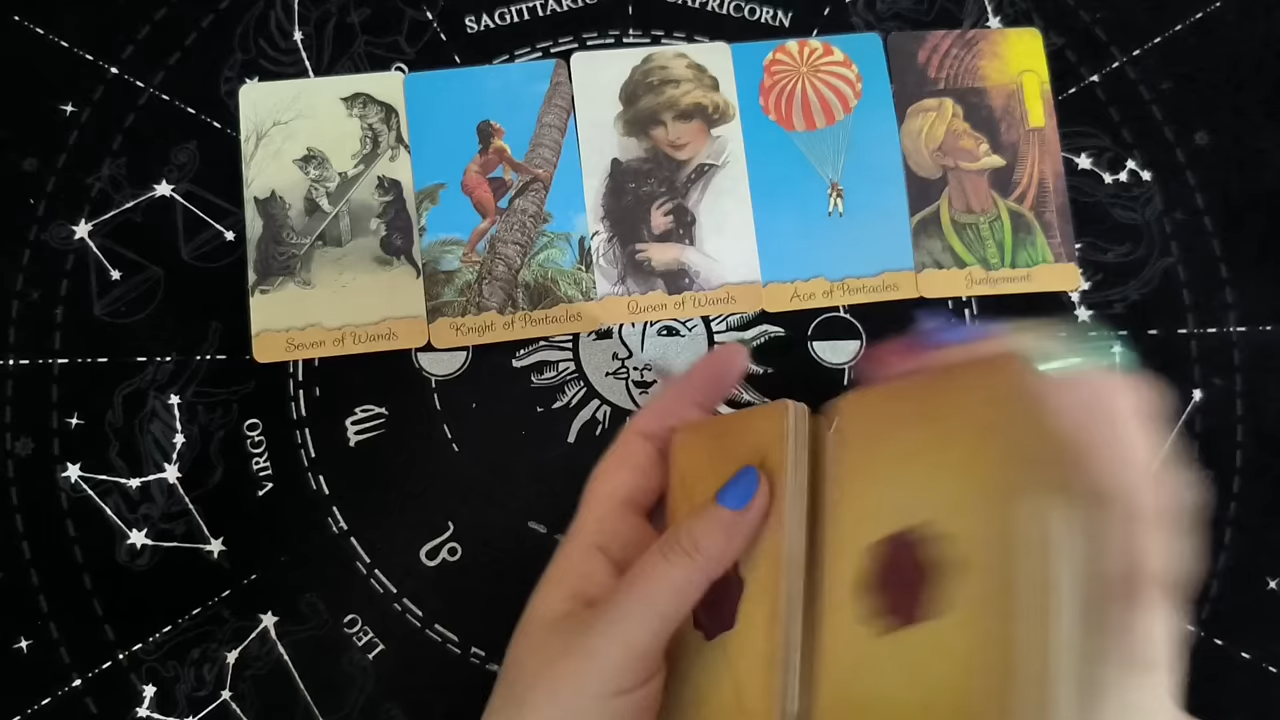 SAGITTARIUS
CAPRICORN
Seven of Wands
Knight of Pentacles
Queen of Wands
Ace of Pentacles
Judgement
VIRGO
LEO